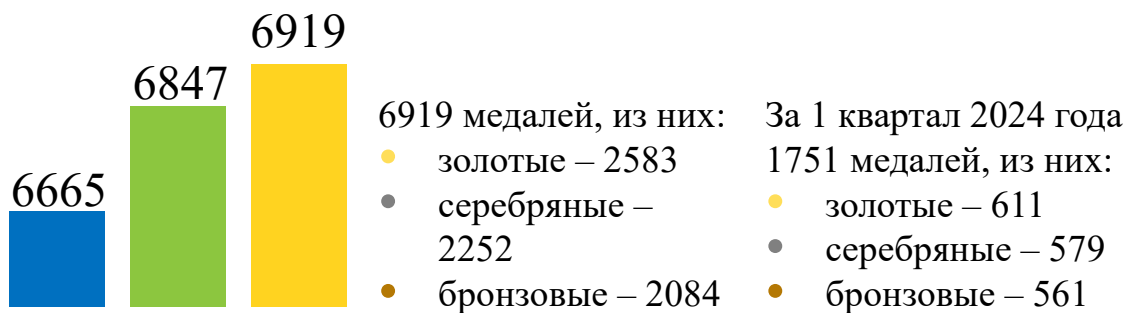 6919
6847
6665
6919 медалей, из них:
золотые – 2583
серебряные –
2252
бронзовые – 2084
За 1 квартал 2024 года
1751 медалей, из них:
золотые – 611
серебряные – 579
бронзовые – 561